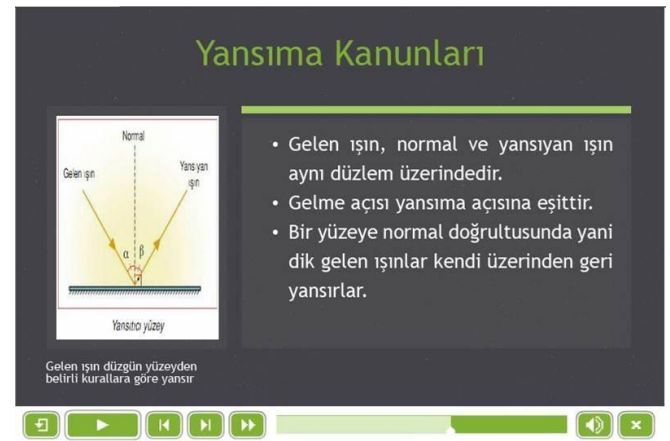 Yansıma Kanunları
Normal
Gelen ışın
Yansıyan
ışın
α β
Yansıtıcı yüzey
Gelen ışın düzgün yüzeyden
belirli kurallara göre yansır
• Gelen ışın, normal ve yansıyan ışın
aynı düzlem üzerindedir.
• Gelme açısı yansıma açısına eşittir.
• Bir yüzeye normal doğrultusunda yani
dik gelen ışınlar kendi üzerinden geri
yansırlar.